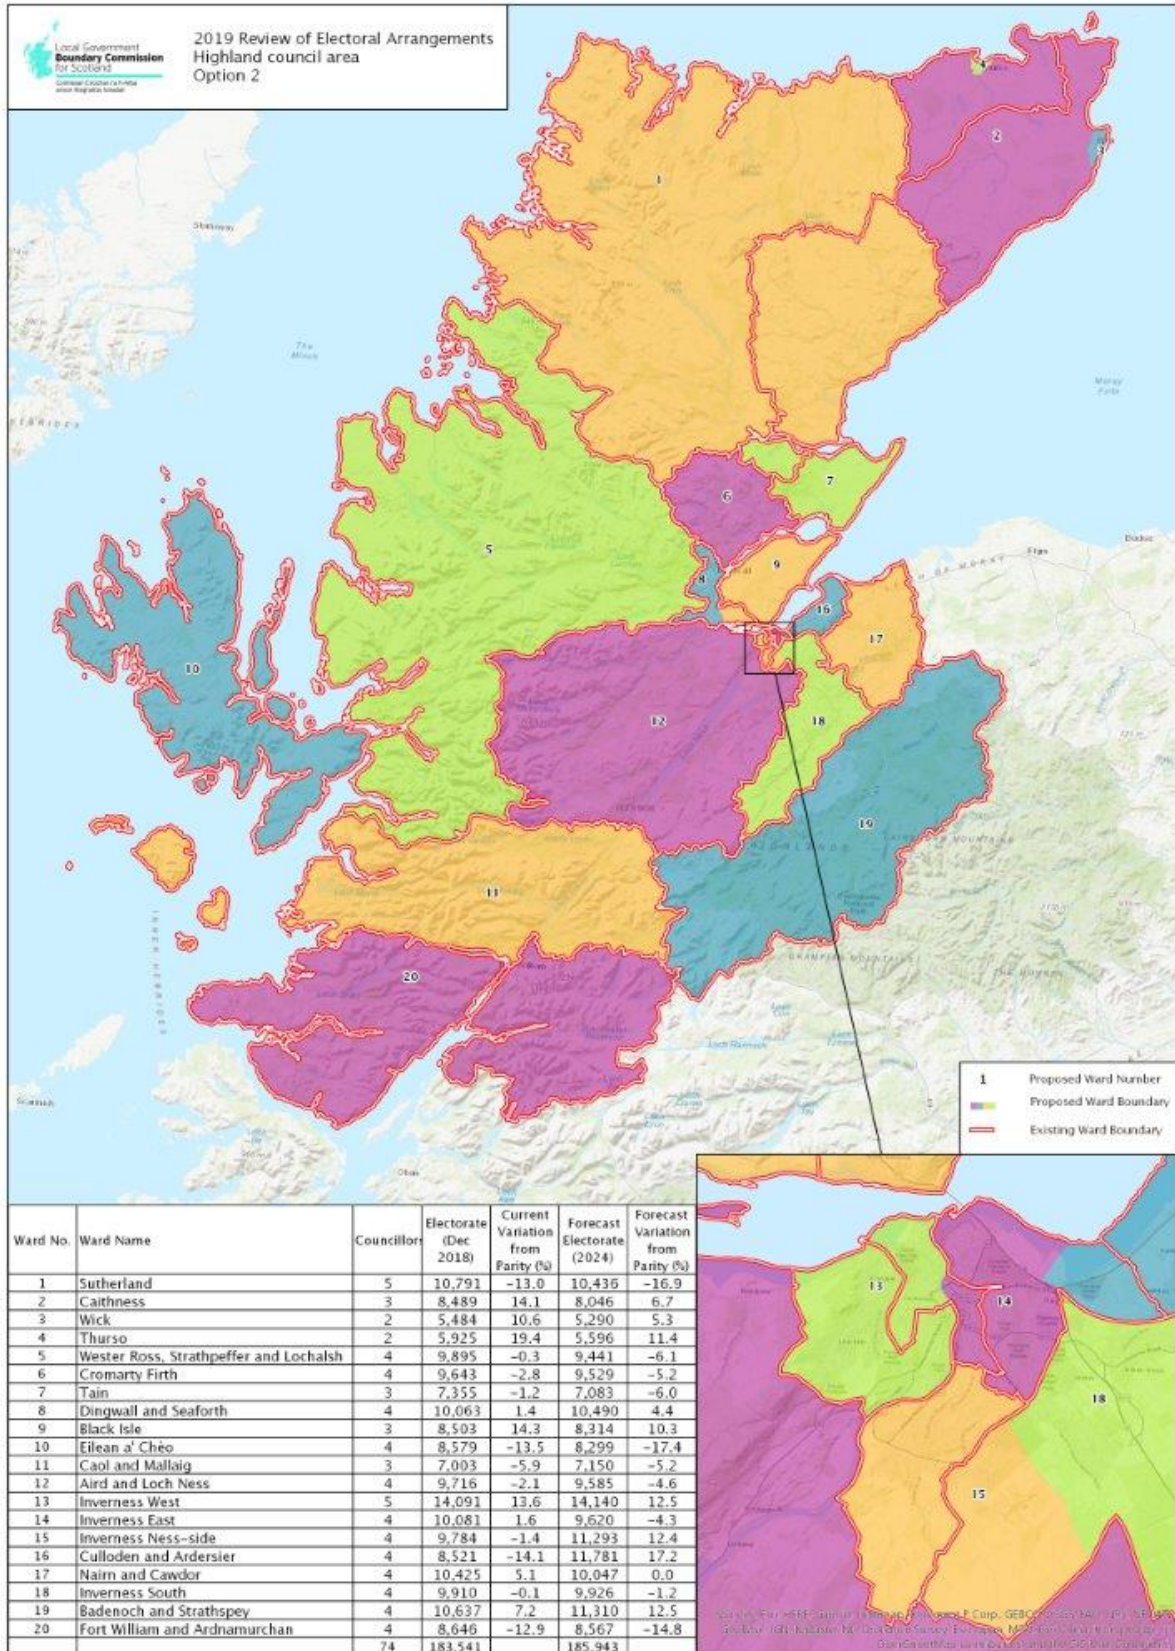 Local Government
Boundary Commission
for Scotland
2019 Review of Electoral Arrangements
Highland council area
Option 2
4
2
3
1
Stornoway
The
Minch
Moray
Firth
7
6
5
9
8
Elgin
16
17
10
12
18
19
11
INNER HEBRIDES
GRAMPIAN MOUNTAINS
20
Loch Rannoch
Oban
1 Proposed Ward Number
Proposed Ward Boundary
Existing Ward Boundary
13
14
18
15
Ward No. Ward Name Councillors Electorate (Dec 2018) Current Variation from Parity (%) Forecast Electorate (2024) Forecast Variation from Parity (%)
1 Sutherland 5 10,791 -13.0 10,436 -16.9
2 Caithness 3 8,489 14.1 8,046 6.7
3 Wick 2 5,484 10.6 5,290 5.3
4 Thurso 2 5,925 19.4 5,596 11.4
5 Wester Ross, Strathpeffer and Lochalsh 4 9,895 -0.3 9,441 -6.1
6 Cromarty Firth 4 9,643 -2.8 9,529 -5.2
7 Tain 3 7,355 -1.2 7,083 -6.0
8 Dingwall and Seaforth 4 10,063 1.4 10,490 4.4
9 Black Isle 3 8,503 14.3 8,314 10.3
10 Eilean a' Chèo 4 8,579 -13.5 8,299 -17.4
11 Caol and Mallaig 3 7,003 -5.9 7,150 -5.2
12 Aird and Loch Ness 4 9,716 -2.1 9,585 -4.6
13 Inverness West 5 14,091 13.6 14,140 12.5
14 Inverness East 4 10,081 1.6 9,620 -4.3
15 Inverness Ness-side 4 9,784 -1.4 11,293 12.4
16 Culloden and Ardersier 4 8,521 -14.1 11,781 17.2
17 Nairn and Cawdor 4 10,425 5.1 10,047 0.0
18 Inverness South 4 9,910 -0.1 9,926 -1.2
19 Badenoch and Strathspey 4 10,637 7.2 11,310 12.5
20 Fort William and Ardnamurchan 4 8,646 -12.9 8,567 -14.8
74 183,541 185,943